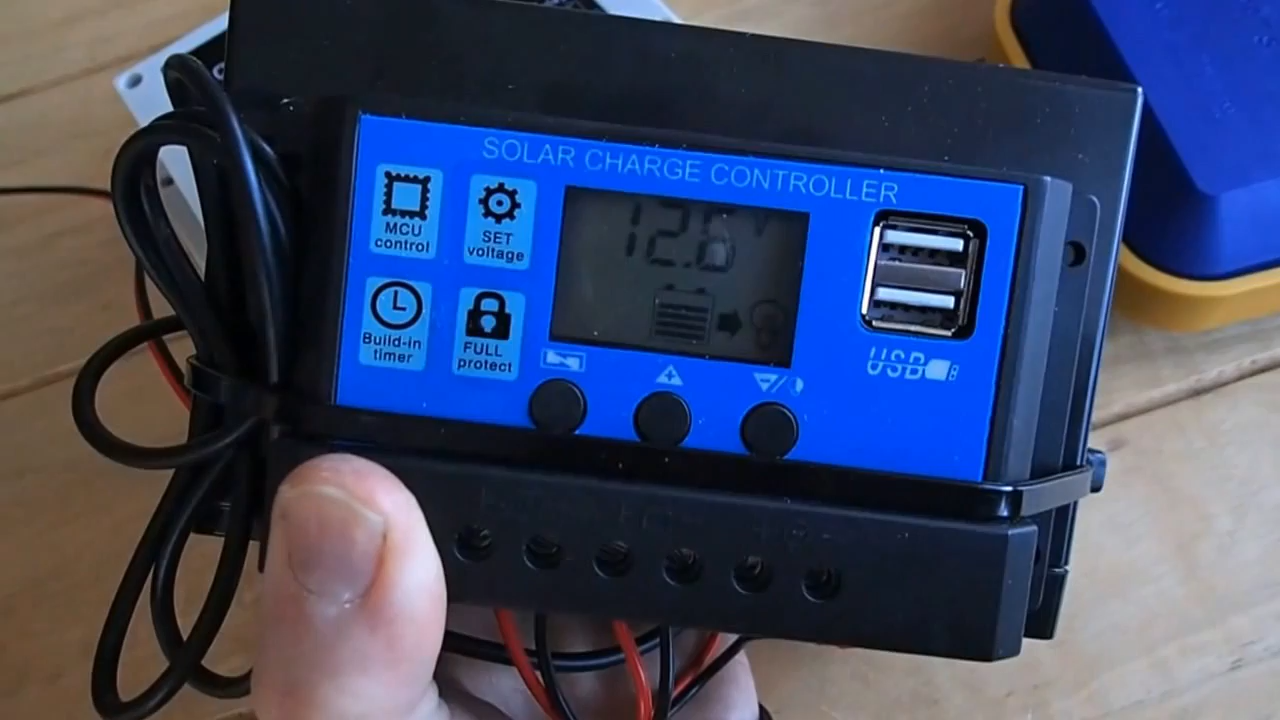 SOLAR CHARGE CONTROLLER
MCU
control
SET
voltage
12.6 V
Build-in
timer
FULL
protect
USB